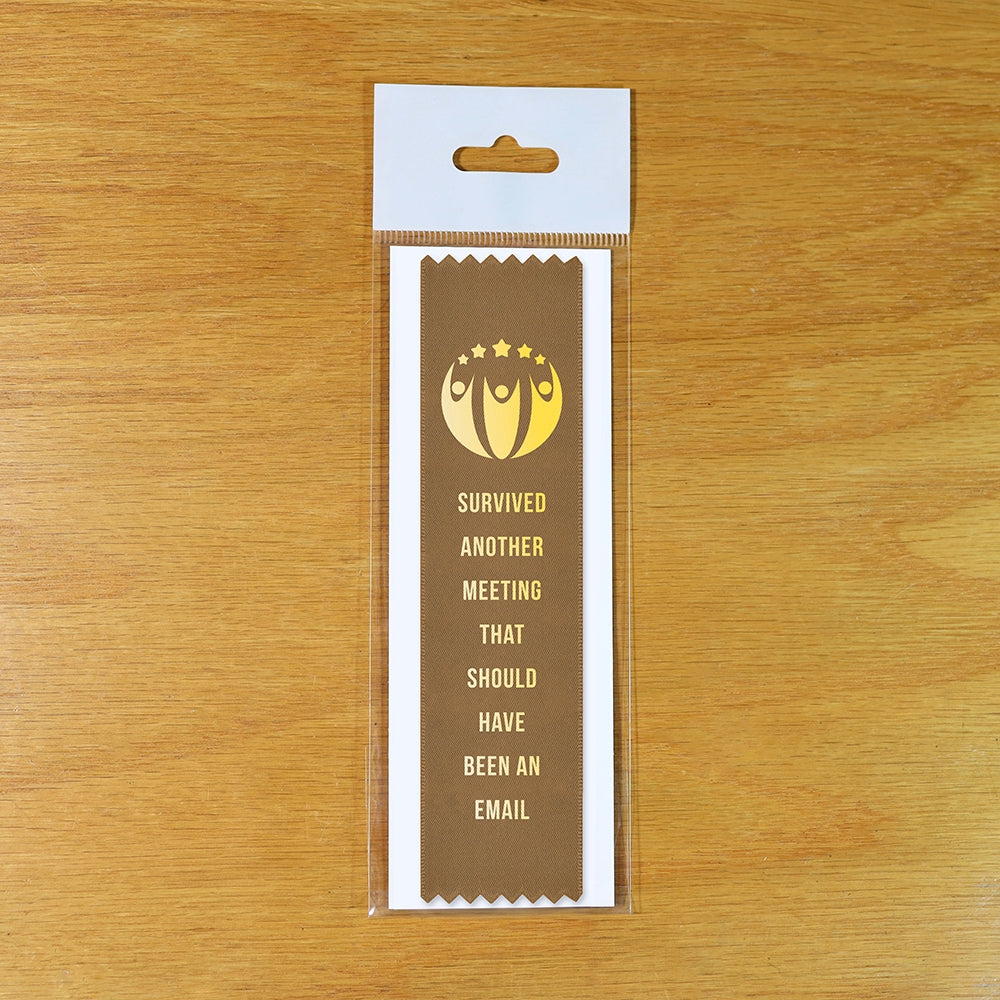 SURVIVED
ANOTHER
MEETING
THAT
SHOULD
HAVE
BEEN AN
EMAIL